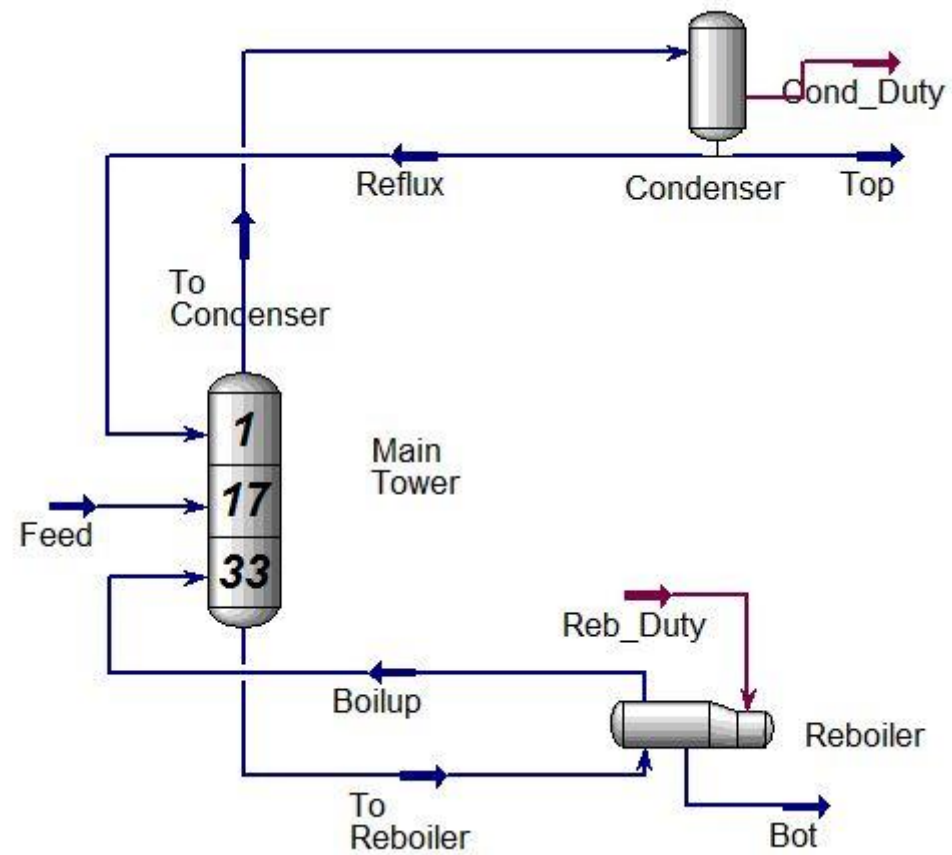 Cond_Duty
Reflux
Condenser
Top
To
Condenser
1
Main
Tower
17
Feed
33
Reb_Duty
Boilup
Reboiler
To
Reboiler
Bot